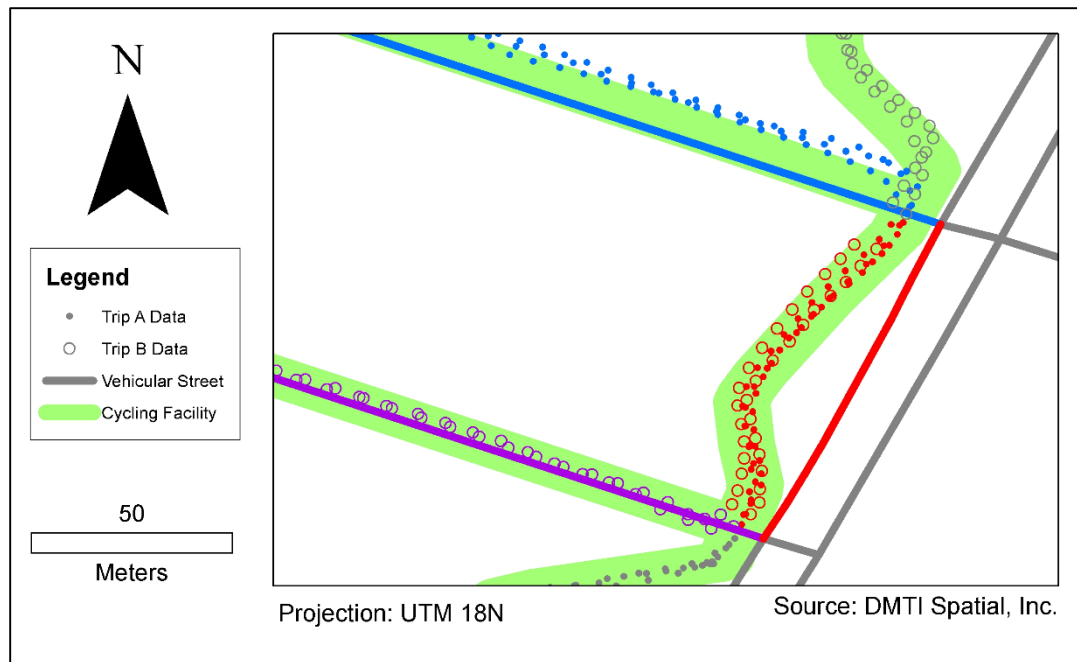 N
Legend
Trip A Data
Trip B Data
Vehicular Street
Cycling Facility
50
Meters
Projection: UTM 18N
Source: DMTI Spatial, Inc.